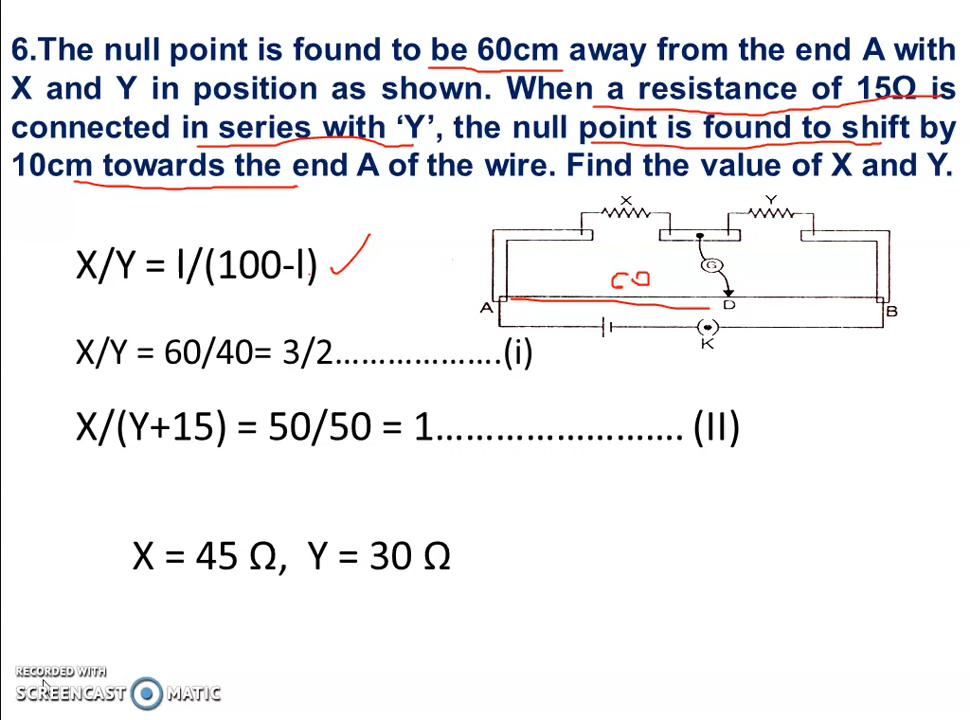 6.The null point is found to be 60cm away from the end A with
X and Y in position as shown. When a resistance of 15Ω is
connected in series with ‘Y’, the null point is found to shift by
10cm towards the end A of the wire. Find the value of X and Y.
X
Y
X/Y = l/(100-l)
G
60
A
D
B
K
X/Y = 60/40= 3/2……………….(i)
X/(Y+15) = 50/50 = 1……………………. (II)
X = 45 Ω, Y = 30 Ω
RECORDED WITH
SCREENCAST MATIC